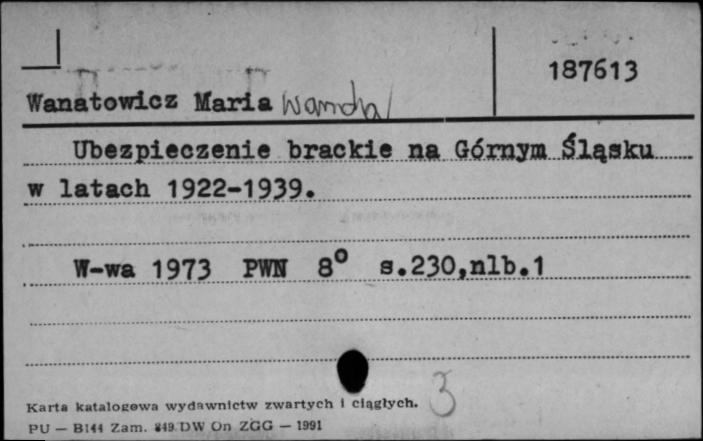 187613
Wanatowicz Maria Wanda
Ubezpieczenie brackie na Górnym Śląsku
w latach 1922-1939.
W-wa 1973 PWN 8° s.230,nlb.1
3
Karta katalogowa wydawnictw zwartych i ciągłych.
PU — B144 Zam. 849 DW On ZGG — 1991